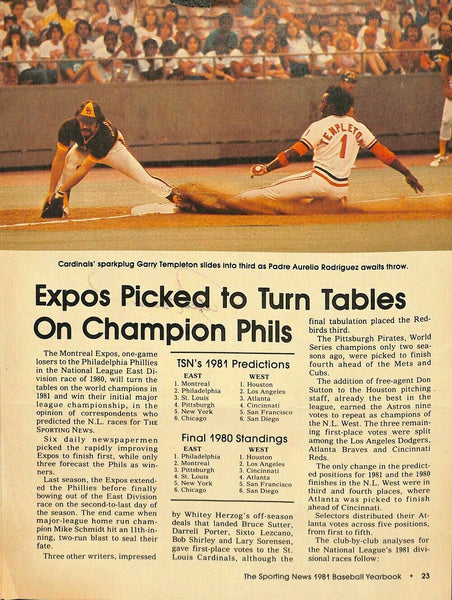 TEMPLETON
1
Cardinals' sparkplug Garry Templeton slides into third as Padre Aurelio Rodriguez awaits throw.
Expos Picked to Turn Tables
On Champion Phils
The Montreal Expos, one-game
losers to the Philadelphia Phillies
in the National League East Di-
vision race of 1980, will turn the
tables on the world champions in
1981 and win their initial major
league championship, in the
opinion of correspondents who
predicted the N.L. races for THE
SPORTING NEWS.
Six daily newspapermen
picked the rapidly improving
Expos to finish first, while only
three forecast the Phils as win-
ners.
Last season, the Expos extend-
ed the Phillies before finally
bowing out of the East Division
race on the second-to-last day of
the season. The end came when
major-league home run cham-
pion Mike Schmidt hit an 11th-in-
ning, two-run blast to seal their
fate.
Three other writers, impressed
TSN's 1981 Predictions
EAST WEST
1. Montreal 1. Houston
2. Philadelphia 2. Los Angeles
3. St. Louis 3. Atlanta
4. Pittsburgh 4. Cincinnati
5. New York 5. San Francisco
6. Chicago 6. San Diego
Final 1980 Standings
EAST WEST
1. Philadelphia 1. Houston
2. Montreal 2. Los Angeles
3. Pittsburgh 3. Cincinnati
4. St. Louis 4. Atlanta
5. New York 5. San Francisco
6. Chicago 6. San Diego
by Whitey Herzog's off-season
deals that landed Bruce Sutter,
Darrell Porter, Sixto Lezcano,
Bob Shirley and Lary Sorensen,
gave first-place votes to the St.
Louis Cardinals, although the
final tabulation placed the Red-
birds third.
The Pittsburgh Pirates, World
Series champions only two sea-
sons ago, were picked to finish
fourth ahead of the Mets and
Cubs.
The addition of free-agent Don
Sutton to the Houston pitching
staff, already the best in the
league, earned the Astros nine
votes to repeat as champions of
the N.L. West. The three remain-
ing first-place votes were split
among the Los Angeles Dodgers,
Atlanta Braves and Cincinnati
Reds.
The only change in the predict-
ed positions for 1981 and the 1980
finishes in the N.L. West were in
third and fourth places, where
Atlanta was picked to finish
ahead of Cincinnati.
Selectors distributed their At-
lanta votes across five positions,
from first to fifth.
The club-by-club analyses for
the National League's 1981 divi-
sional races follow:
The Sporting News 1981 Baseball Yearbook • 23